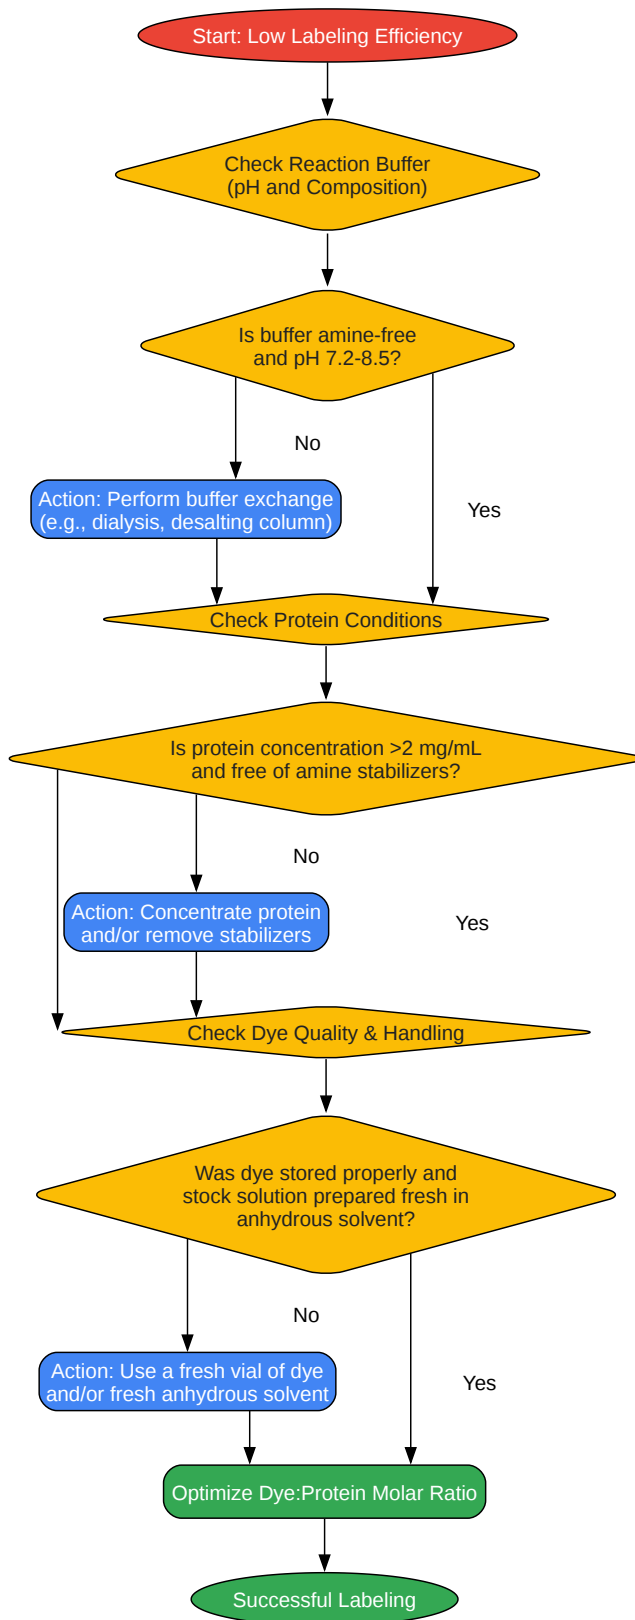 Start: Low Labeling Efficiency
Check Reaction Buffer
(pH and Composition)
Is buffer amine-free
and pH 7.2-8.5?
No
Action: Perform buffer exchange
(e.g., dialysis, desalting column)
Yes
Check Protein Conditions
Is protein concentration >2 mg/mL
and free of amine stabilizers?
No
Action: Concentrate protein
and/or remove stabilizers
Yes
Check Dye Quality & Handling
Was dye stored properly and
stock solution prepared fresh in
anhydrous solvent?
No
Action: Use a fresh vial of dye
and/or fresh anhydrous solvent
Yes
Optimize Dye:Protein Molar Ratio
Successful Labeling